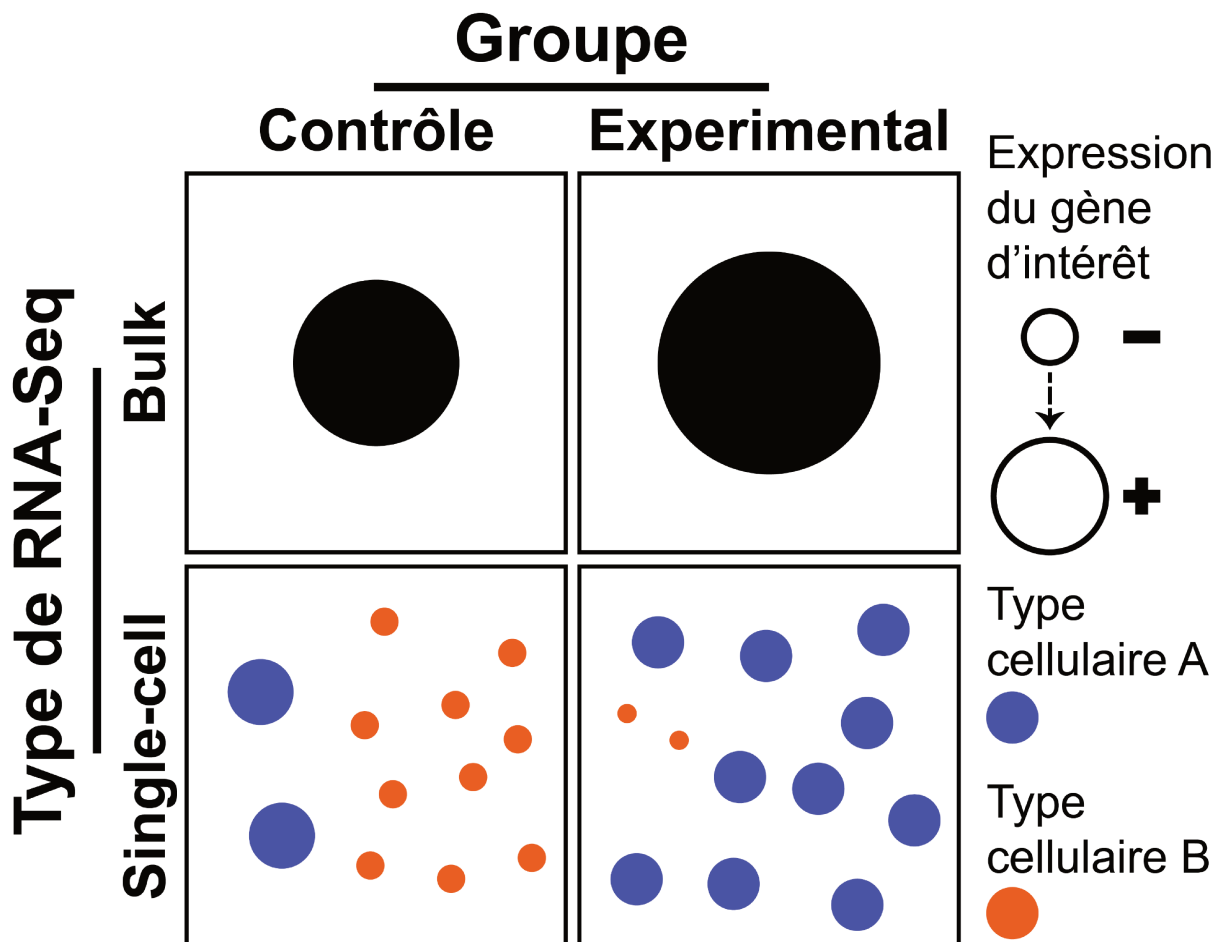 Groupe
Contrôle
Experimental
Type de RNA-Seq
Bulk
Single-cell
Expression
du gène
d’intérêt
-
+
Type
cellulaire A
Type
cellulaire B